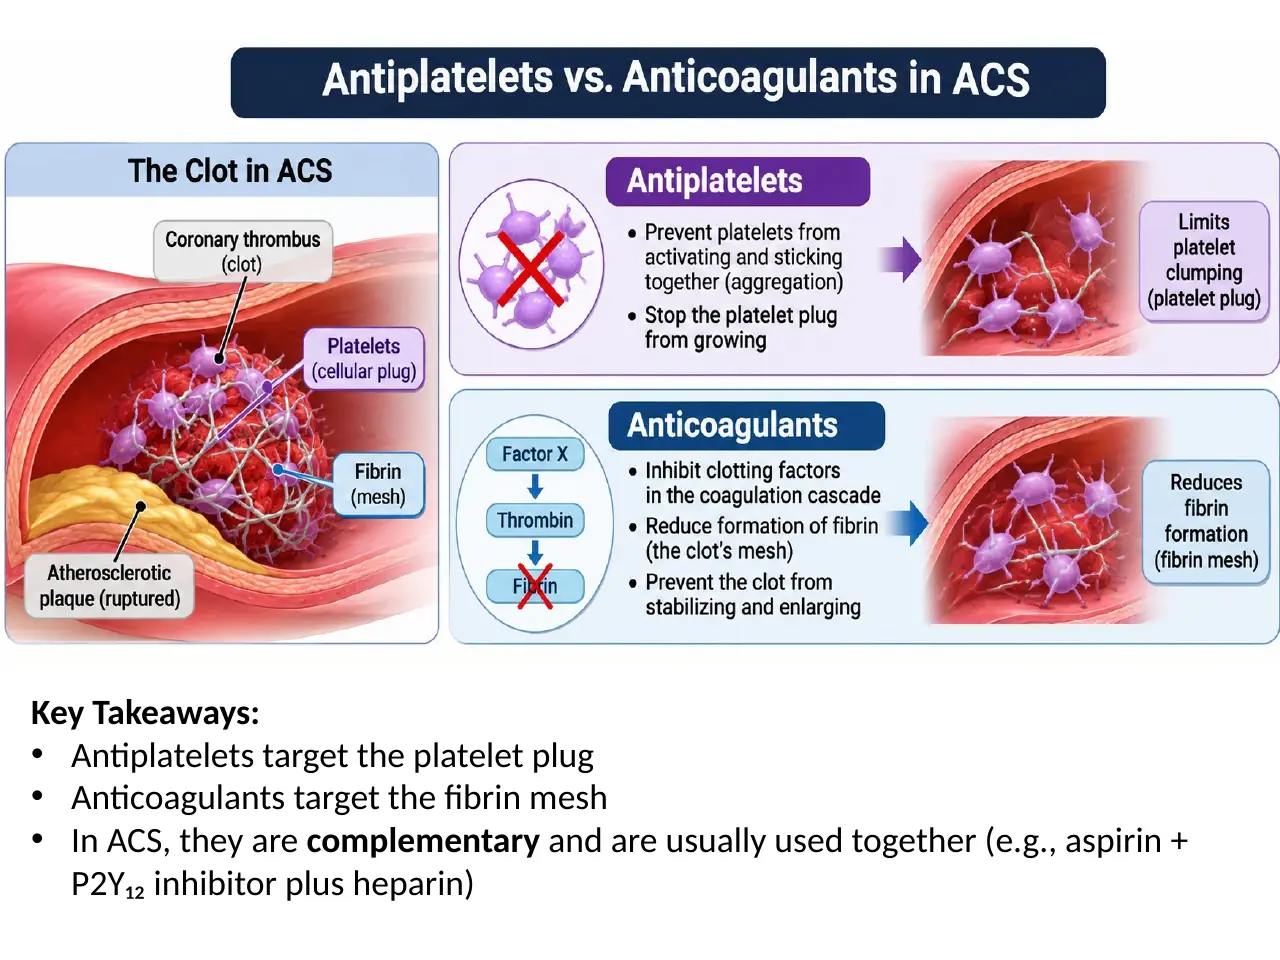 Antiplatelets vs. Anticoagulants in ACS
The Clot in ACS
Coronary thrombus
(clot)
Platelets
(cellular plug)
Fibrin
(mesh)
Atherosclerotic
plaque (ruptured)
Antiplatelets
• Prevent platelets from
activating and sticking
together (aggregation)
• Stop the platelet plug
from growing
Limits
platelet
clumping
(platelet plug)
Anticoagulants
Factor X
Thrombin
Fibrin
• Inhibit clotting factors
in the coagulation cascade
• Reduce formation of fibrin
(the clot's mesh)
• Prevent the clot from
stabilizing and enlarging
Reduces
fibrin
formation
(fibrin mesh)
Key Takeaways:
• Antiplatelets target the platelet plug
• Anticoagulants target the fibrin mesh
• In ACS, they are complementary and are usually used together (e.g., aspirin +
P2Y₁₂ inhibitor plus heparin)